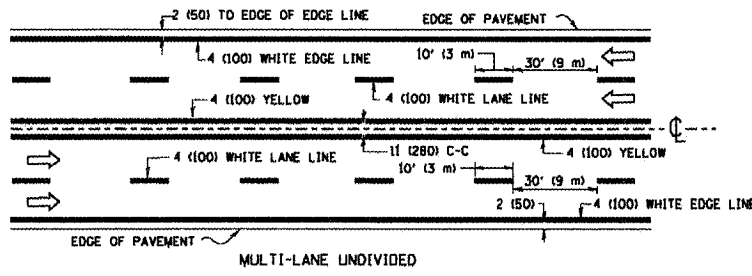 2 (50) TO EDGE OF EDGE LINE
EDGE OF PAVEMENT
4 (100) WHITE EDGE LINE
10' (3 m)
30' (9 m)
4 (100) YELLOW
4 (100) WHITE LANE LINE
11 (280) C-C
4 (100) YELLOW
4 (100) WHITE LANE LINE
10' (3 m)
30' (9 m)
2 (50)
4 (100) WHITE EDGE LINE
EDGE OF PAVEMENT
MULTI-LANE UNDIVIDED